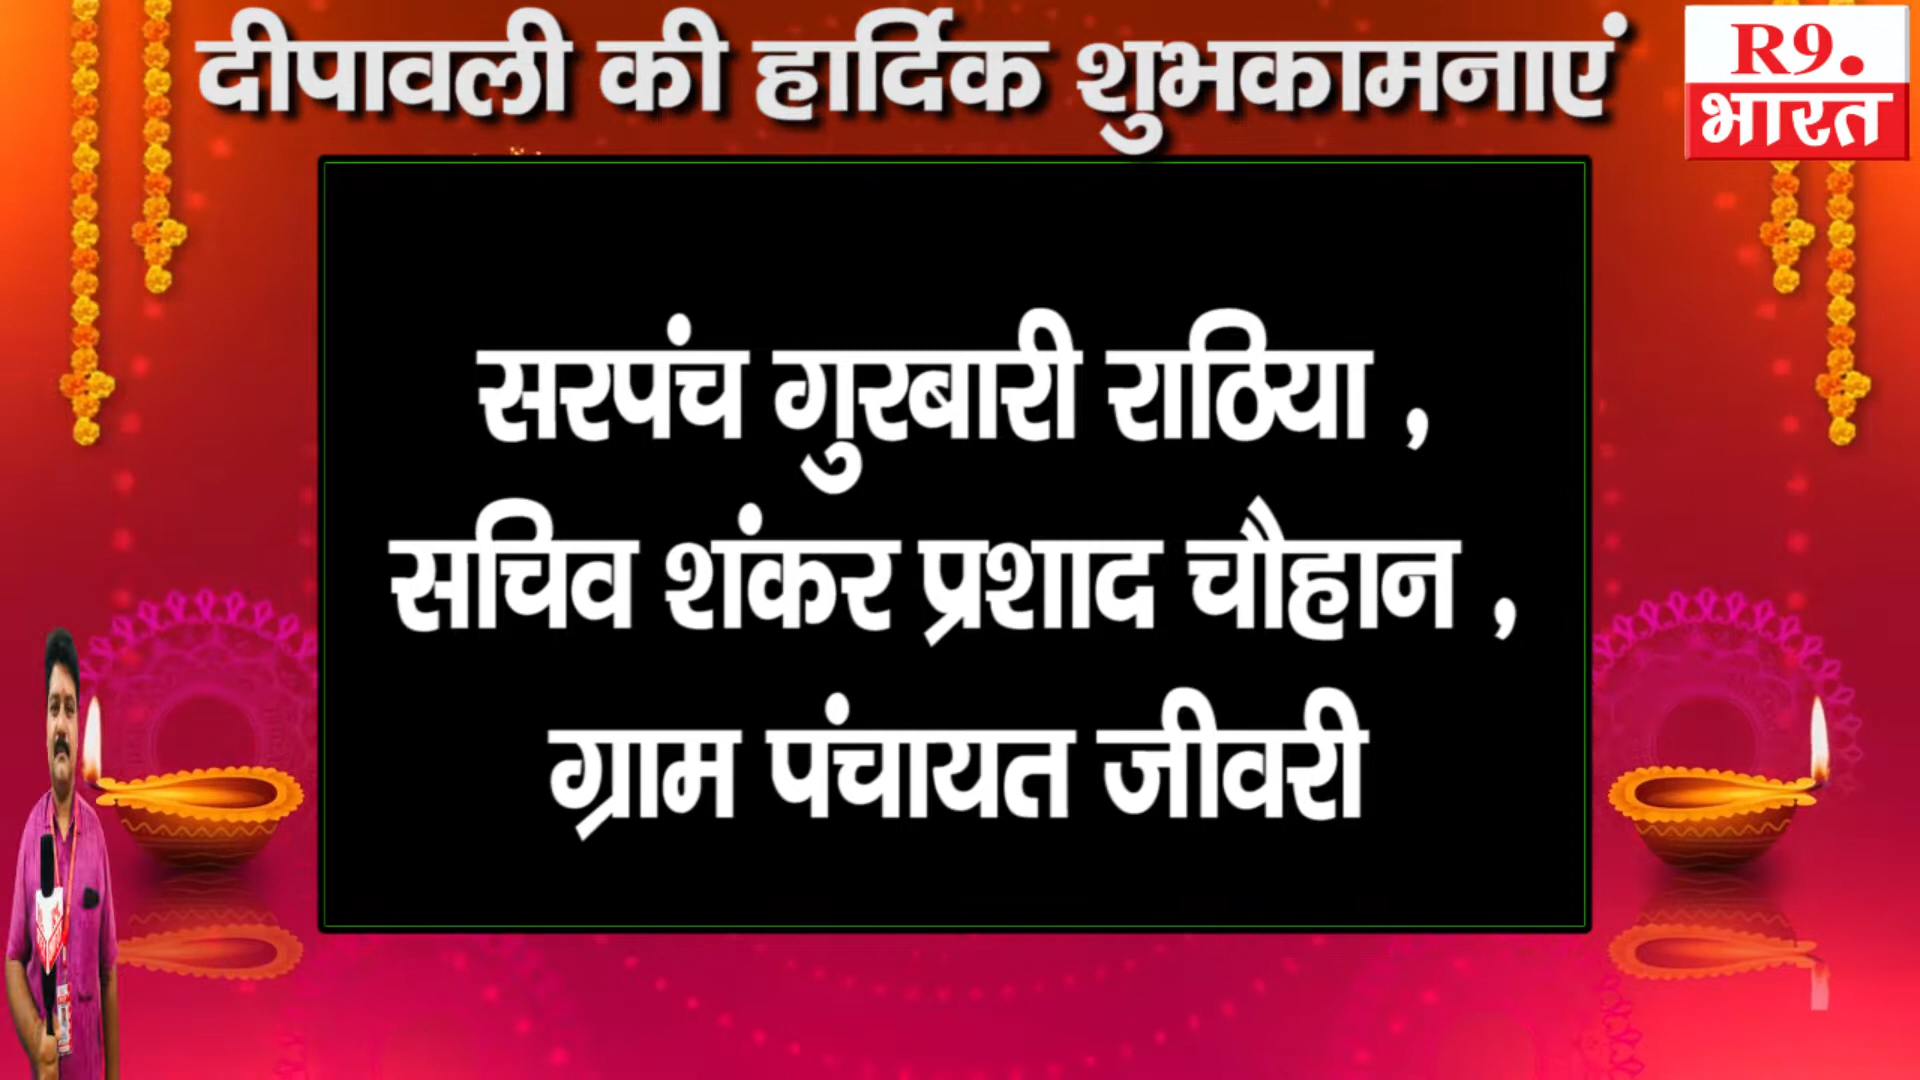 दीपावली की हार्दिक शुभकामनाएं
R9.
भारत
सरपंच गुरबारी राठिया ,
सचिव शंकर प्रशाद चौहान ,
ग्राम पंचायत जीवरी